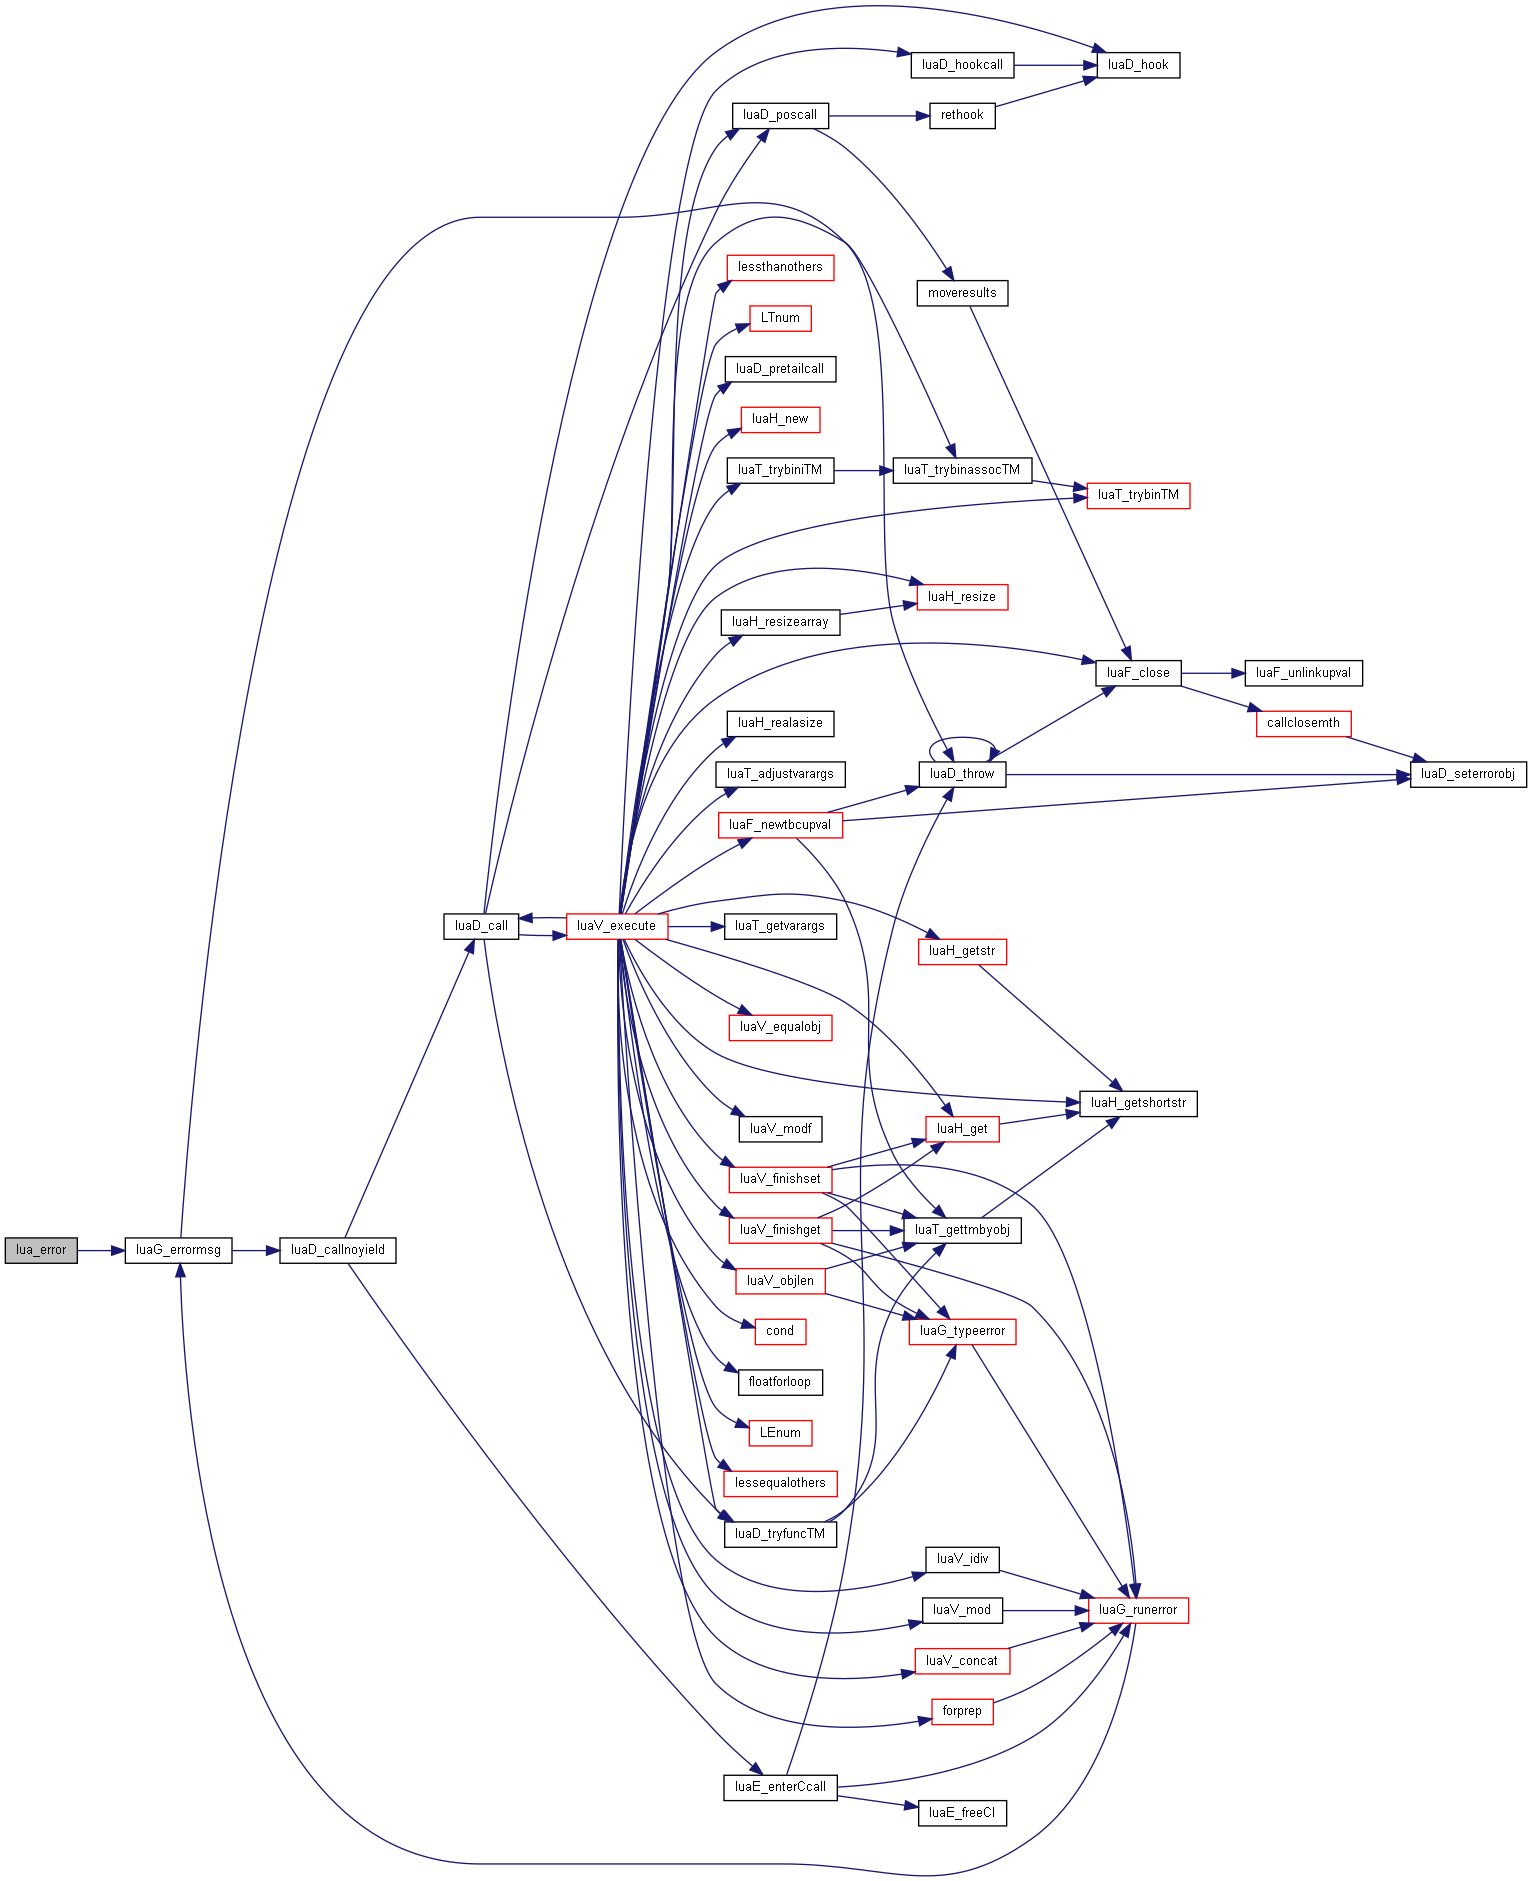 luaD_hookcall
luaD_hook
luaD_poscall
rethook
lessthanothers
moveresults
LTnum
luaD_pretailcall
luaH_new
luaT_trybiniTM
luaT_trybinassocTM
luaT_trybinTM
luaH_resize
luaH_resizearray
luaF_close
luaF_unlinkupval
luaH_realasize
callclosemth
luaT_adjustvarargs
luaD_throw
luaD_seterrorobj
luaF_newtbcupval
luaD_call
luaV_execute
luaT_getvarargs
luaH_getstr
luaV_equalobj
luaH_getshortstr
luaV_modf
luaH_get
luaV_finishset
luaV_finishget
luaT_gettmbyobj
lua_error
luaG_errormsg
luaD_callnoyield
luaV_objlen
cond
luaG_typeerror
floatforloop
LEnum
lessequalothers
luaD_tryfuncTM
luaV_idiv
luaV_mod
luaG_runerror
luaV_concat
forprep
luaE_enterCcall
luaE_freeCI